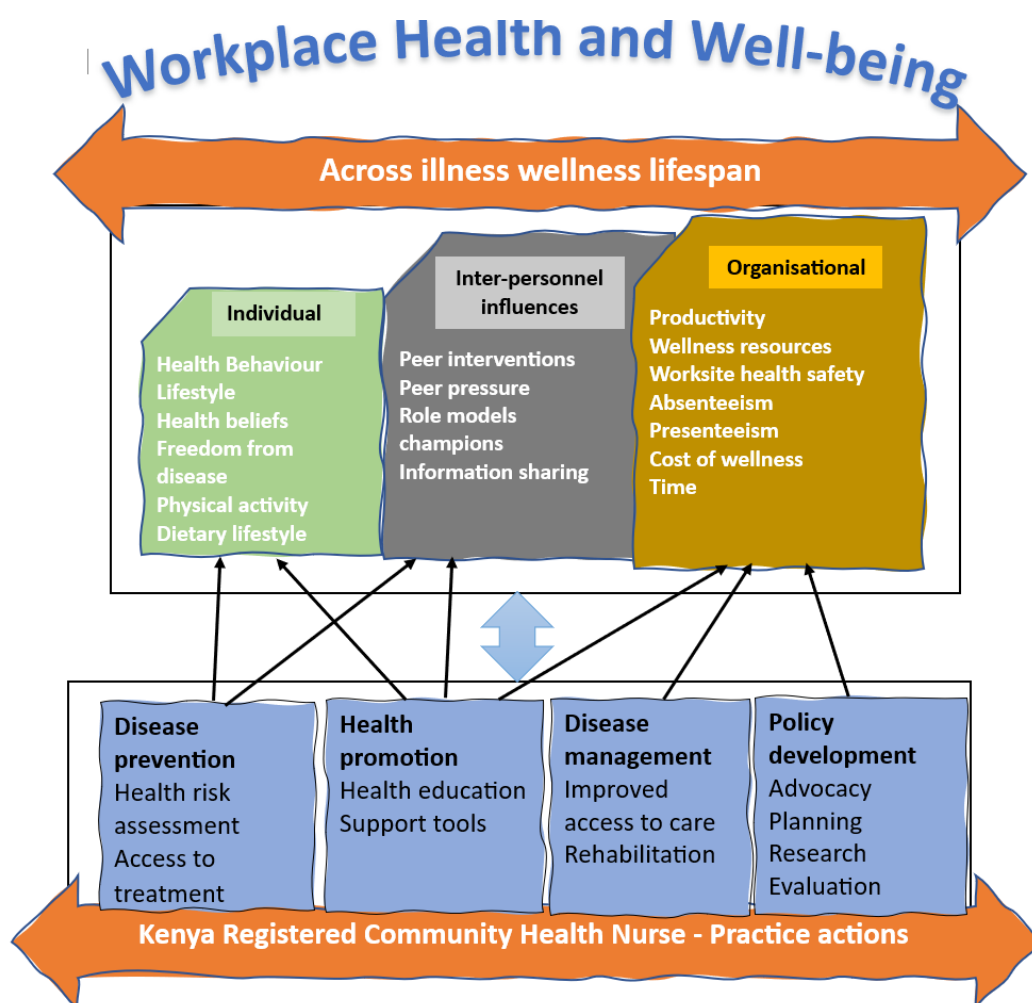 Workplace Health and Well-being
Across illness wellness lifespan
Individual
Health Behaviour
Lifestyle
Health beliefs
Freedom from
disease
Physical activity
Dietary lifestyle
Inter-personnel
influences
Peer interventions
Peer pressure
Role models
champions
Information sharing
Organisational
Productivity
Wellness resources
Worksite health safety
Absenteeism
Presenteeism
Cost of wellness
Time
Disease
prevention
Health risk
assessment
Access to
treatment
Health
promotion
Health education
Support tools
Disease
management
Improved
access to care
Rehabilitation
Policy
development
Advocacy
Planning
Research
Evaluation
Kenya Registered Community Health Nurse - Practice actions